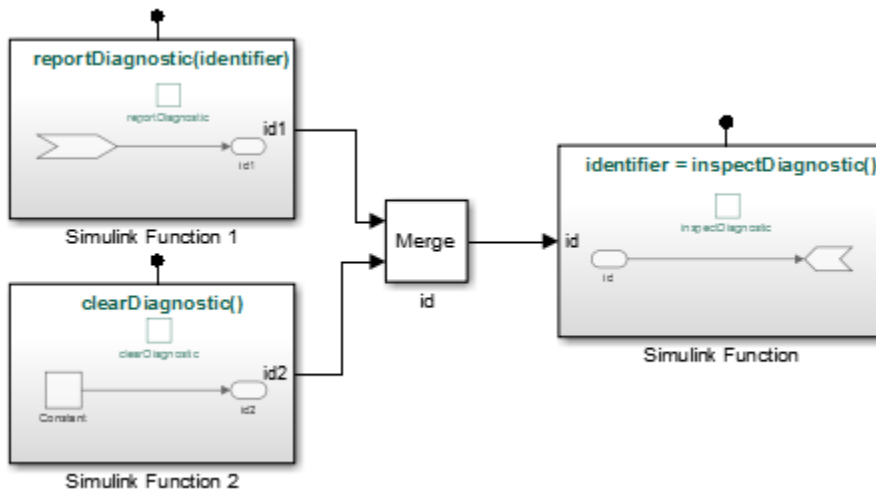 reportDiagnostic(identifier)
reportDiagnostic
id1
id1
Simulink Function 1
clearDiagnostic()
clearDiagnostic
id2
id2
Constant
Simulink Function 2
Merge
id
identifier = inspectDiagnostic()
inspectDiagnostic
id
id
Simulink Function